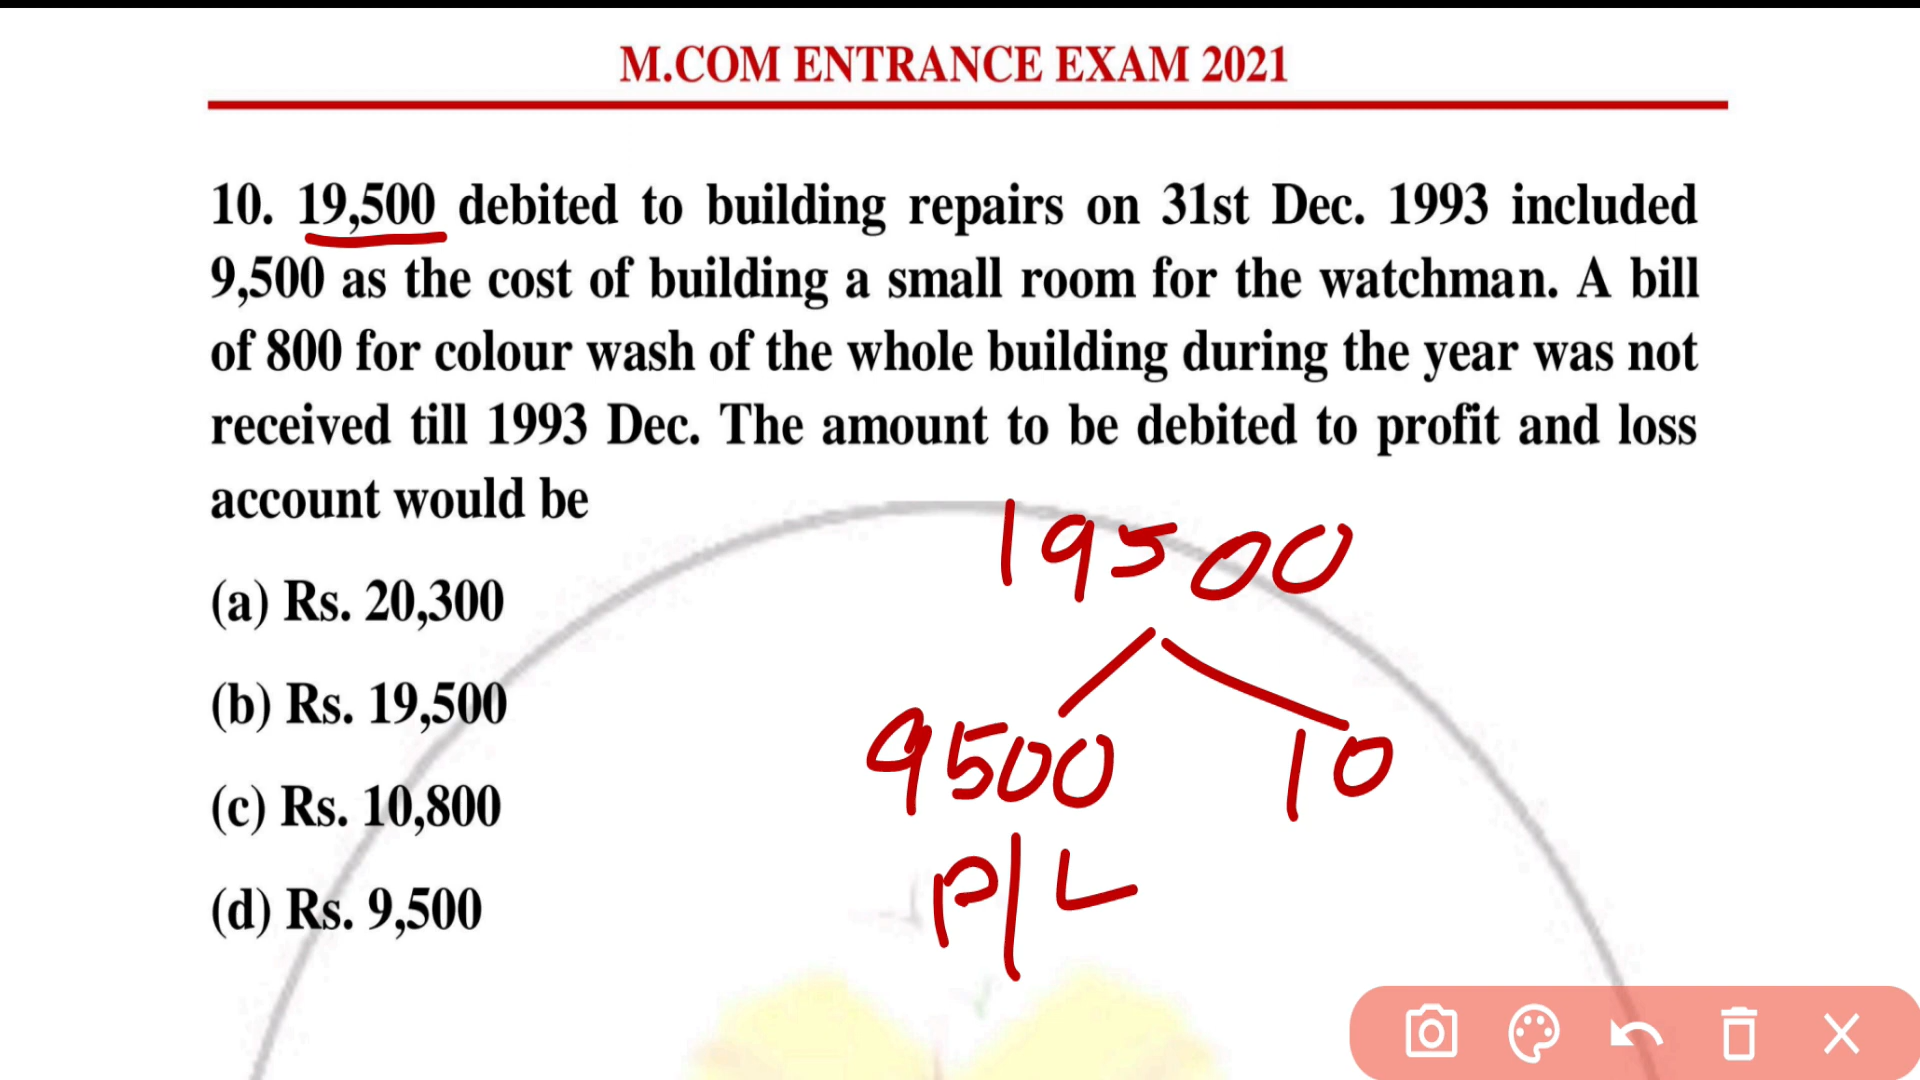 M.COM ENTRANCE EXAM 2021
10. 19,500 debited to building repairs on 31st Dec. 1993 included
9,500 as the cost of building a small room for the watchman. A bill
of 800 for colour wash of the whole building during the year was not
received till 1993 Dec. The amount to be debited to profit and loss
account would be
19500
(a) Rs. 20,300
(b) Rs. 19,500
9500 10
(c) Rs. 10,800
P/L
(d) Rs. 9,500